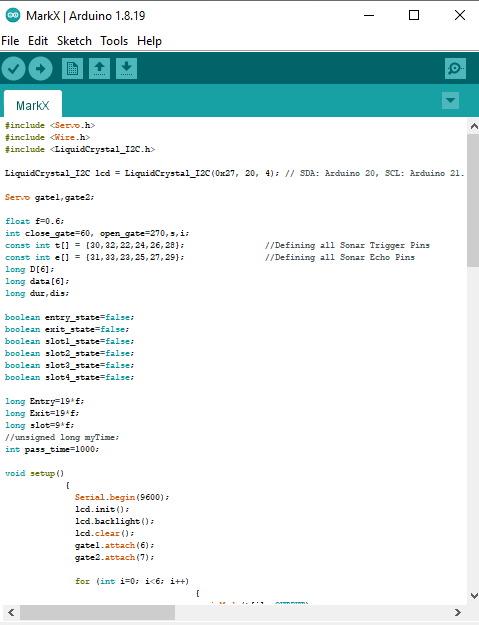 MarkX | Arduino 1.8.19
File Edit Sketch Tools Help
MarkX
#include <Servo.h>
#include <Wire.h>
#include <LiquidCrystal_I2C.h>
LiquidCrystal_I2C lcd = LiquidCrystal_I2C(0x27, 20, 4); // SDA: Arduino 20, SCL: Arduino 21.
Servo gate1,gate2;
float f=0.6;
int close_gate=60, open_gate=270,s,i;
const int t[] = {30,32,22,24,26,28}; //Defining all Sonar Trigger Pins
const int e[] = {31,33,23,25,27,29}; //Defining all Sonar Echo Pins
long D[6];
long data[6];
long dur,dis;
boolean entry_state=false;
boolean exit_state=false;
boolean slot1_state=false;
boolean slot2_state=false;
boolean slot3_state=false;
boolean slot4_state=false;
long Entry=19*f;
long Exit=19*f;
long slot=9*f;
//unsigned long myTime;
int pass_time=1000;
void setup()
{
Serial.begin(9600);
lcd.init();
lcd.backlight();
lcd.clear();
gate1.attach(6);
gate2.attach(7);
for (int i=0; i<6; i++)
{